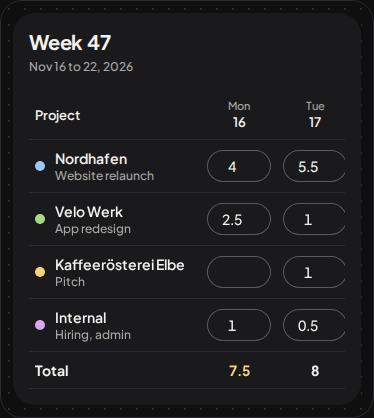 Week 47
Nov 16 to 22, 2026
Project Mon 16 Tue 17
Nordhafen 4 5.5
Website relaunch
Velo Werk 2.5 1
App redesign
Kaffeerösterei Elbe 1
Pitch
Internal 1 0.5
Hiring, admin
Total 7.5 8